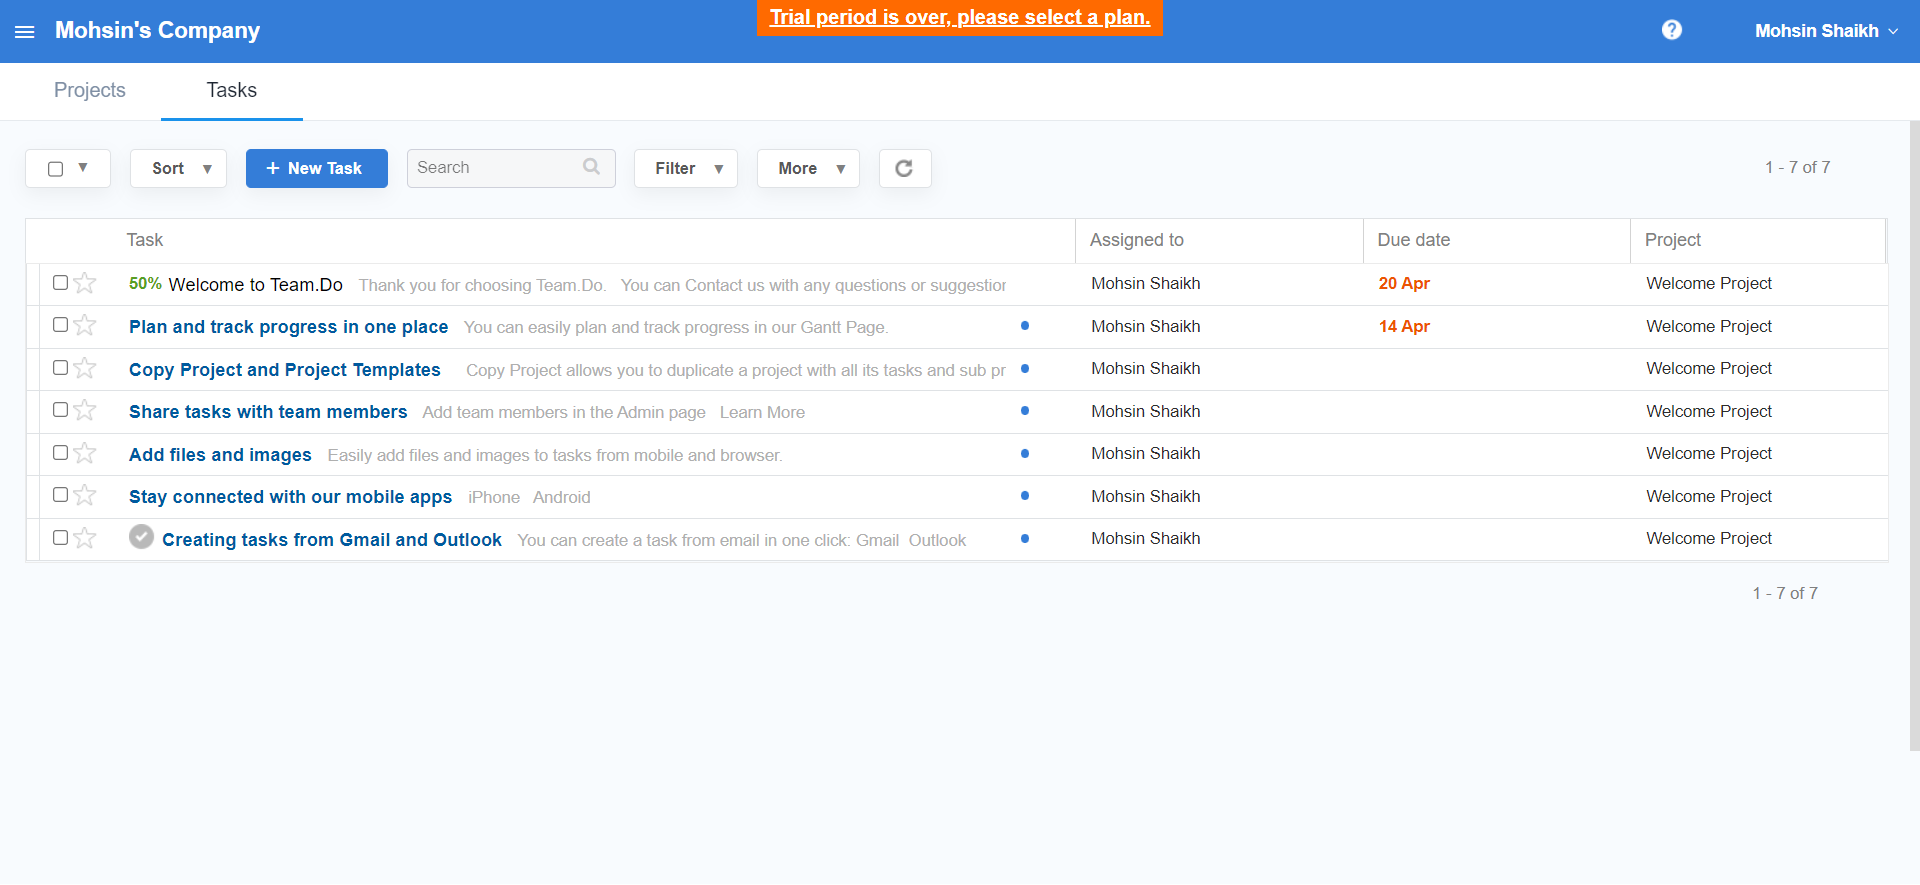 Mohsin's Company
Trial period is over, please select a plan.
?
Mohsin Shaikh
Projects Tasks
Sort + New Task Search Filter More 1 - 7 of 7
Task Assigned to Due date Project
50% Welcome to Team.Do Thank you for choosing Team.Do. You can Contact us with any questions or suggestion Mohsin Shaikh 20 Apr Welcome Project
Plan and track progress in one place You can easily plan and track progress in our Gantt Page. Mohsin Shaikh 14 Apr Welcome Project
Copy Project and Project Templates Copy Project allows you to duplicate a project with all its tasks and sub pr Mohsin Shaikh Welcome Project
Share tasks with team members Add team members in the Admin page Learn More Mohsin Shaikh Welcome Project
Add files and images Easily add files and images to tasks from mobile and browser. Mohsin Shaikh Welcome Project
Stay connected with our mobile apps iPhone Android Mohsin Shaikh Welcome Project
Creating tasks from Gmail and Outlook You can create a task from email in one click: Gmail Outlook Mohsin Shaikh Welcome Project
1 - 7 of 7